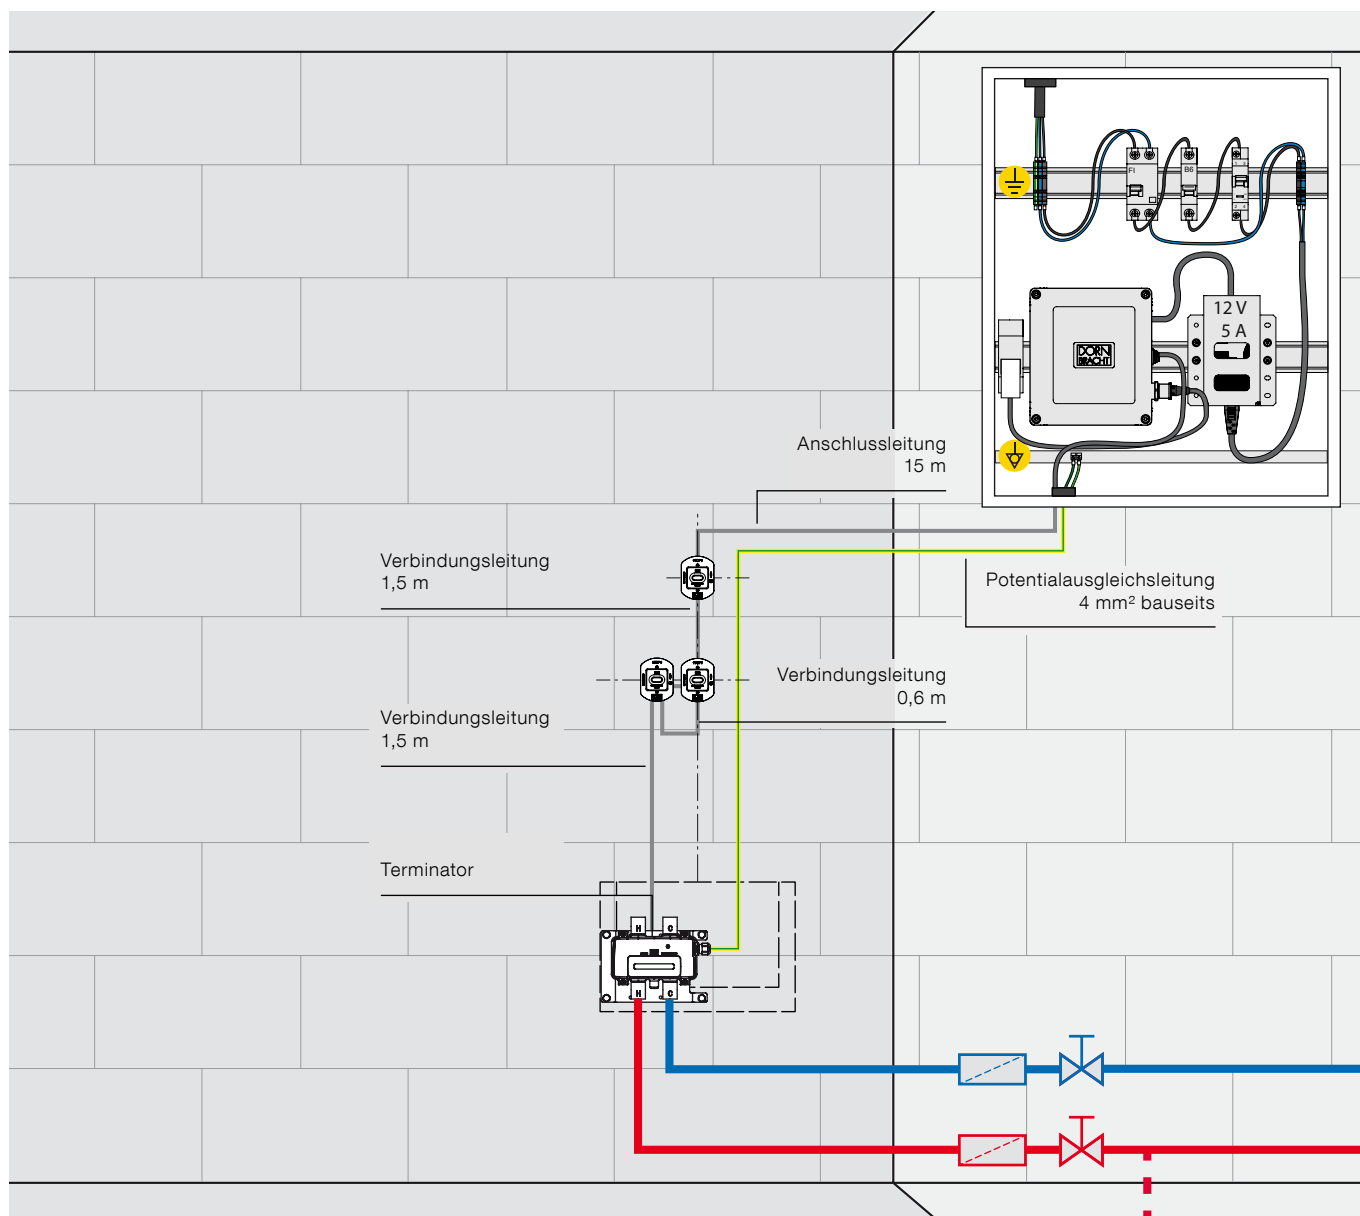 FI
B6
12 V
5 A
DORN
BRACHT
Anschlussleitung
15 m
Verbindungsleitung
1,5 m
Potentialausgleichsleitung
4 mm² bauseits
Verbindungsleitung
0,6 m
Verbindungsleitung
1,5 m
Terminator
H C
H C